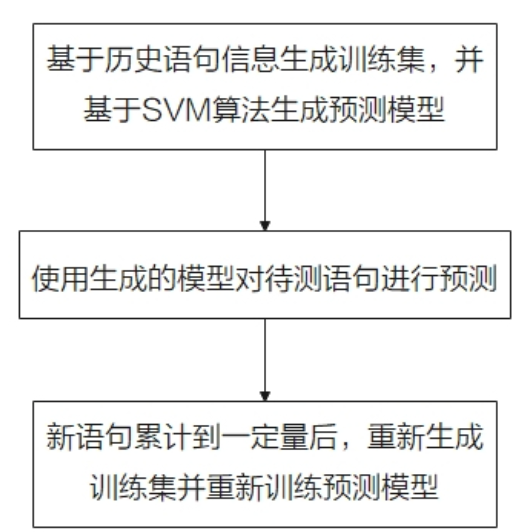 基于历史语句信息生成训练集，并
基于SVM算法生成预测模型
使用生成的模型对待测语句进行预测
新语句累计到一定量后，重新生成
训练集并重新训练预测模型